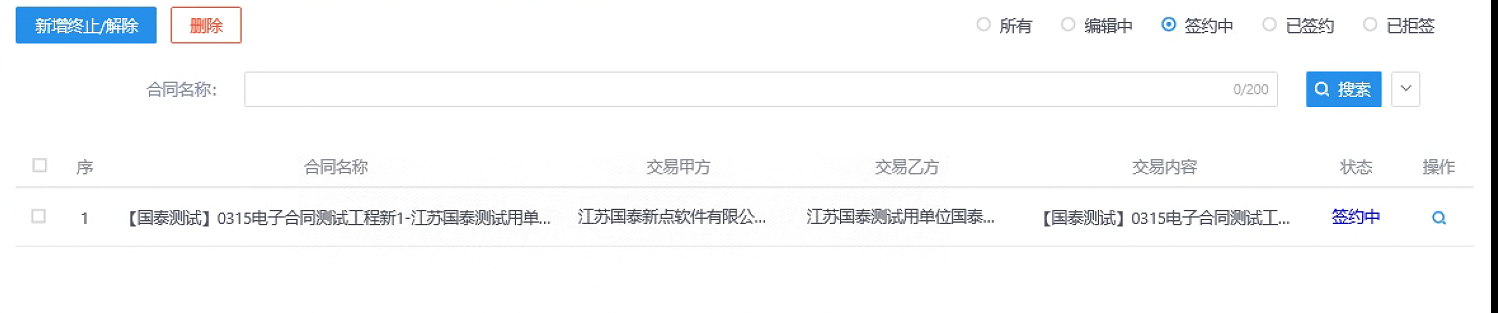 新增终止/解除 删除 所有 编辑中 签约中 已签约 已拒签
合同名称: 0/200 搜索
序 合同名称 交易甲方 交易乙方 交易内容 状态 操作
1 【国泰测试】0315电子合同测试工程新1-江苏国泰测试用单... 江苏国泰新点软件有限公... 江苏国泰测试用单位国泰... 【国泰测试】0315电子合同测试工... 签约中